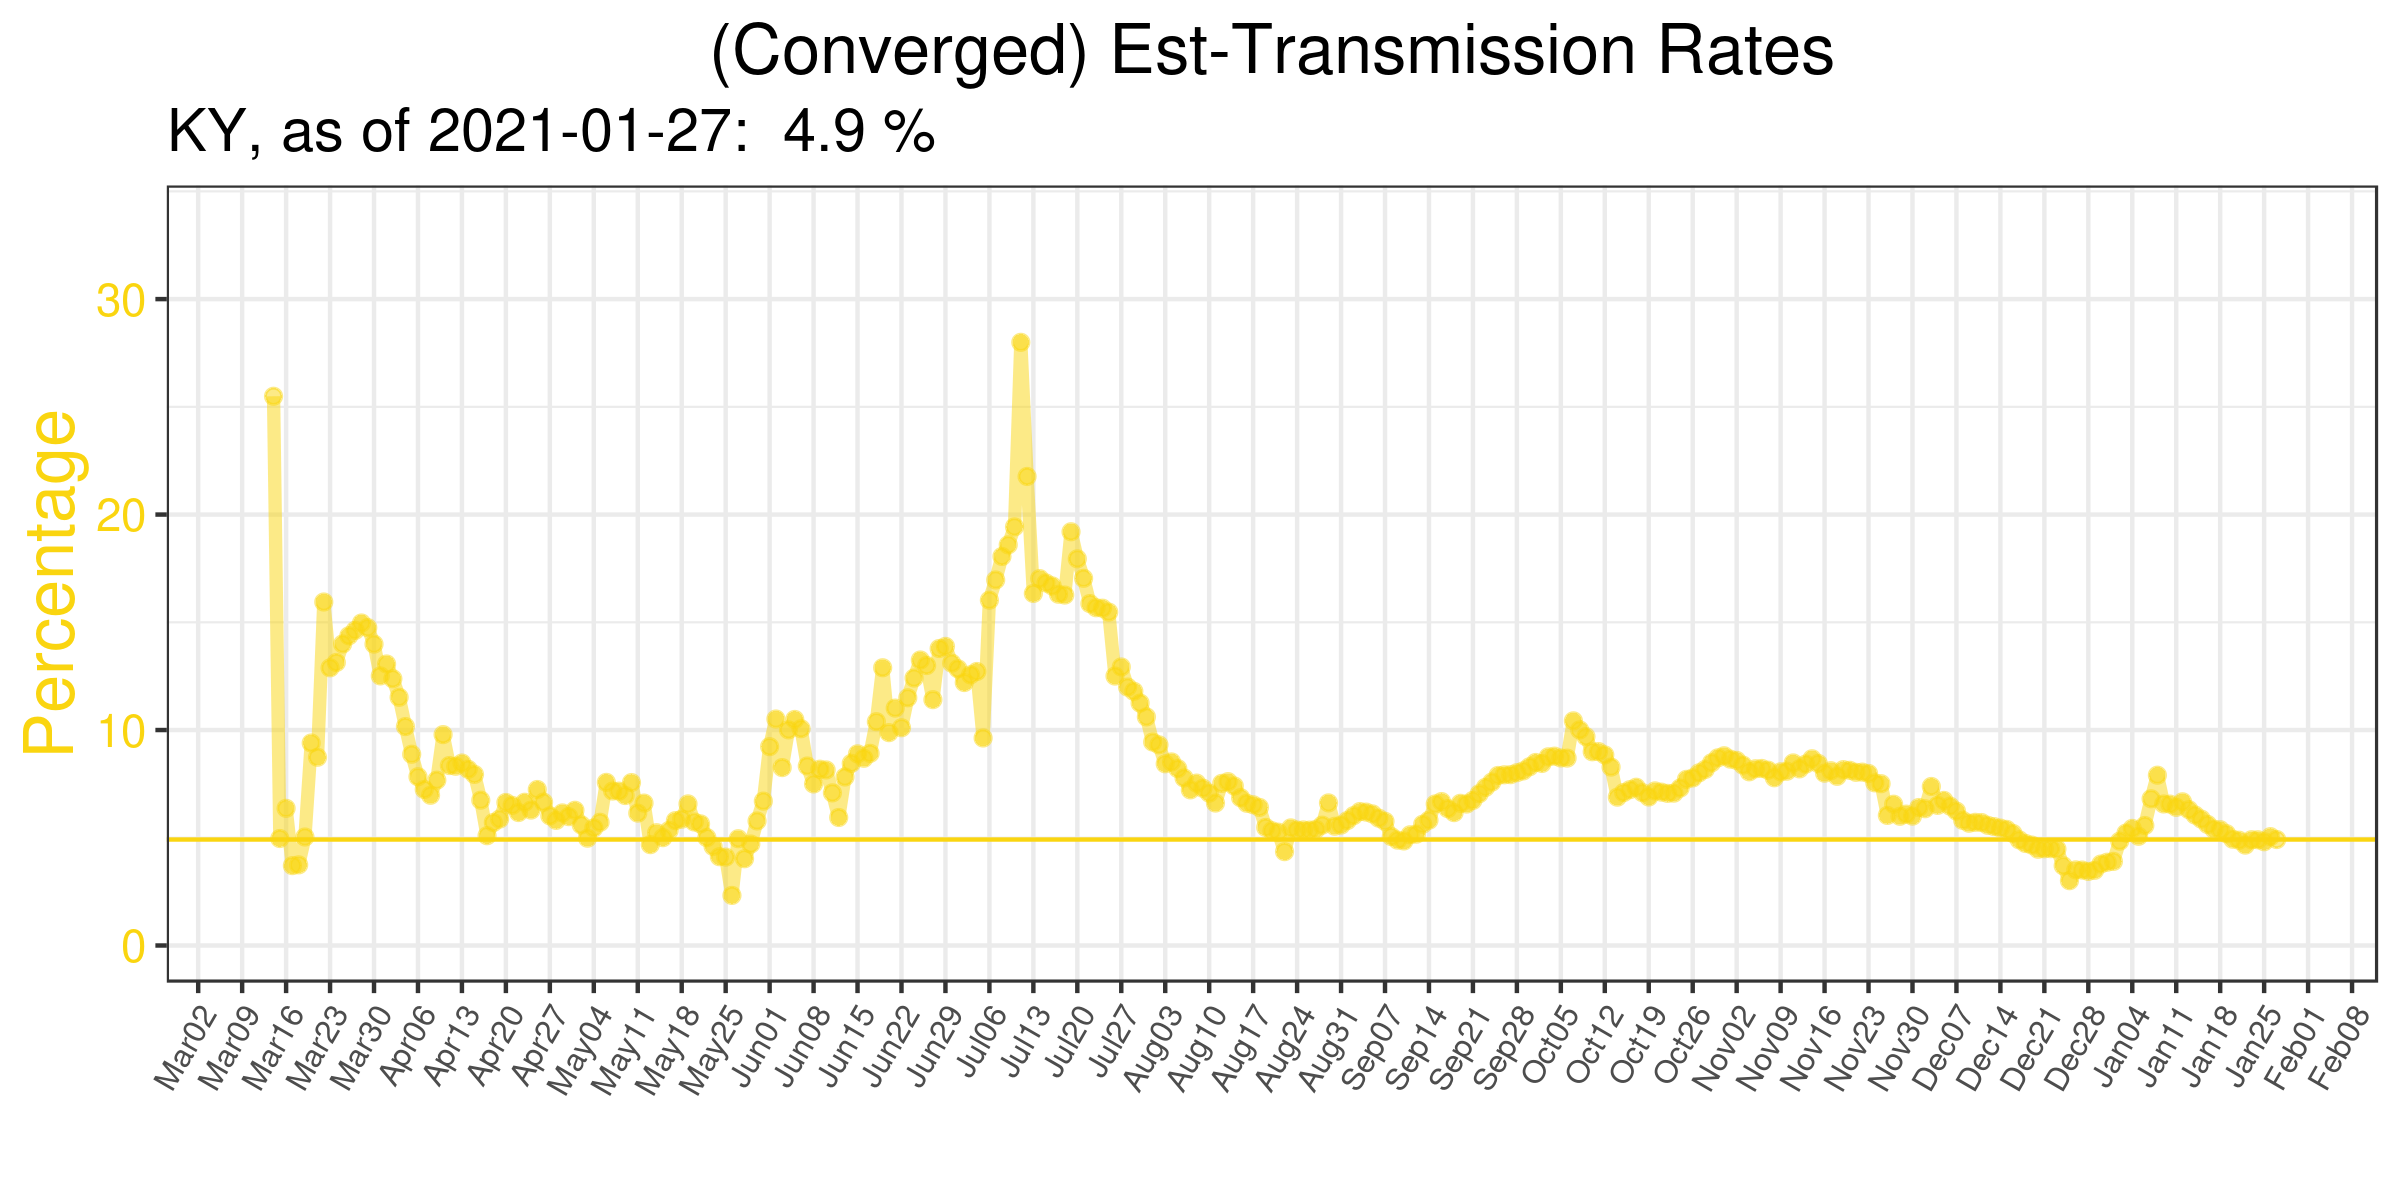 (Converged) Est-Transmission Rates
KY, as of 2021-01-27:  4.9 %
Percentage
30
20
10
0
Mar02
Mar09
Mar16
Mar23
Mar30
Apr06
Apr13
Apr20
Apr27
May04
May11
May18
May25
Jun01
Jun08
Jun15
Jun22
Jun29
Jul06
Jul13
Jul20
Jul27
Aug03
Aug10
Aug17
Aug24
Aug31
Sep07
Sep14
Sep21
Sep28
Oct05
Oct12
Oct19
Oct26
Nov02
Nov09
Nov16
Nov23
Nov30
Dec07
Dec14
Dec21
Dec28
Jan04
Jan11
Jan18
Jan25
Feb01
Feb08